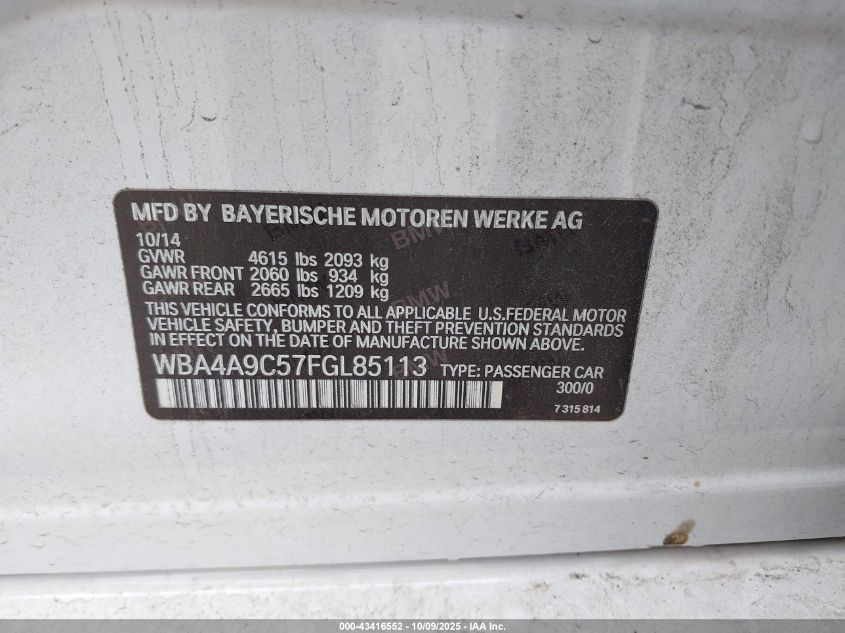 MFD BY BAYERISCHE MOTOREN WERKE AG
10/14
GVWR 4615 lbs 2093 kg
GAWR FRONT 2060 lbs 934 kg
GAWR REAR 2665 lbs 1209 kg
THIS VEHICLE CONFORMS TO ALL APPLICABLE U.S.FEDERAL MOTOR
VEHICLE SAFETY, BUMPER AND THEFT PREVENTION STANDARDS
IN EFFECT ON THE DATE OF MANUFACTURE SHOWN ABOVE.
WBA4A9C57FGL85113 TYPE: PASSENGER CAR
300/0
7 315 814
BMW
BMW
000-43416552 - 10/09/2025 - IAA Inc.